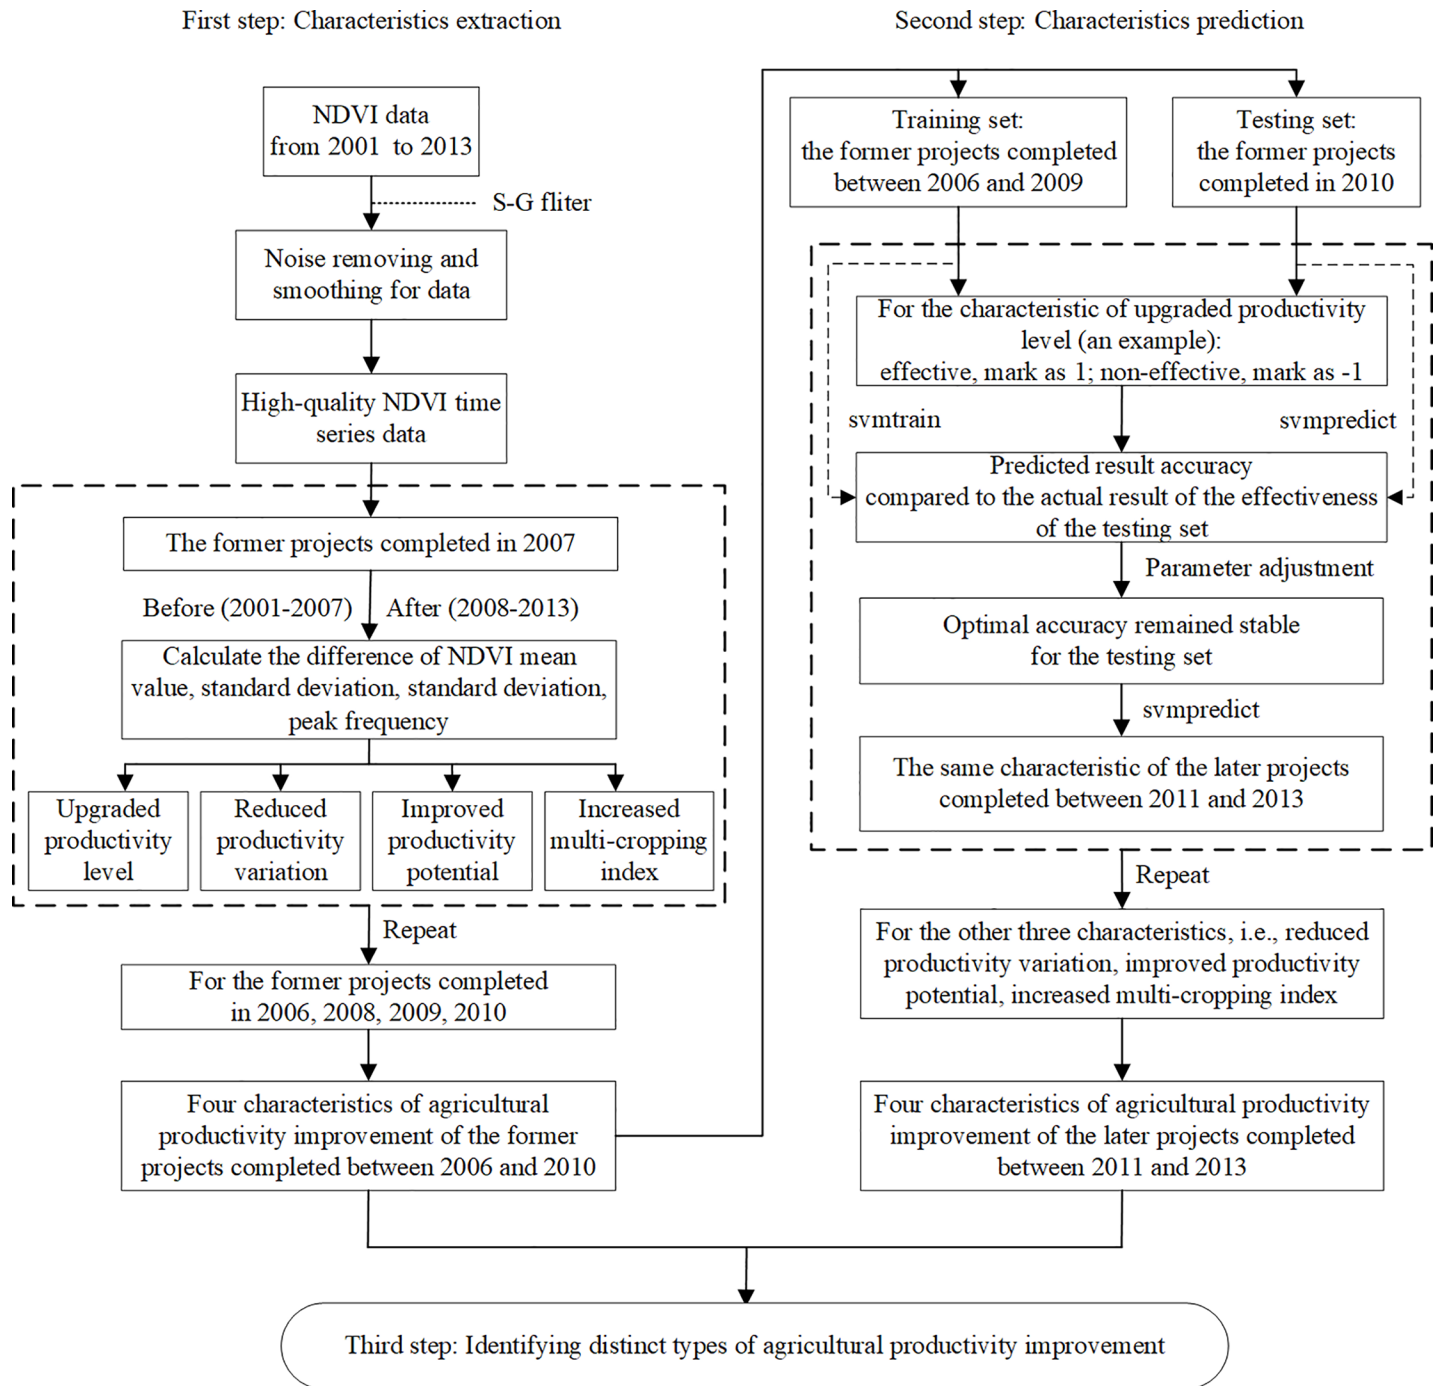 First step: Characteristics extraction
NDVI data
from 2001 to 2013
S-G fliter
Noise removing and
smoothing for data
High-quality NDVI time
series data
The former projects completed in 2007
Before (2001-2007)
After (2008-2013)
Calculate the difference of NDVI mean
value, standard deviation, standard deviation,
peak frequency
Upgraded
productivity
level
Reduced
productivity
variation
Improved
productivity
potential
Increased
multi-cropping
index
Repeat
For the former projects completed
in 2006, 2008, 2009, 2010
Four characteristics of agricultural
productivity improvement of the former
projects completed between 2006 and 2010
Second step: Characteristics prediction
Training set:
the former projects completed
between 2006 and 2009
Testing set:
the former projects
completed in 2010
For the characteristic of upgraded productivity
level (an example):
effective, mark as 1; non-effective, mark as -1
svmtrain
svmpredict
Predicted result accuracy
compared to the actual result of the effectiveness
of the testing set
Parameter adjustment
Optimal accuracy remained stable
for the testing set
svmpredict
The same characteristic of the later projects
completed between 2011 and 2013
Repeat
For the other three characteristics, i.e., reduced
productivity variation, improved productivity
potential, increased multi-cropping index
Four characteristics of agricultural productivity
improvement of the later projects completed
between 2011 and 2013
Third step: Identifying distinct types of agricultural productivity improvement